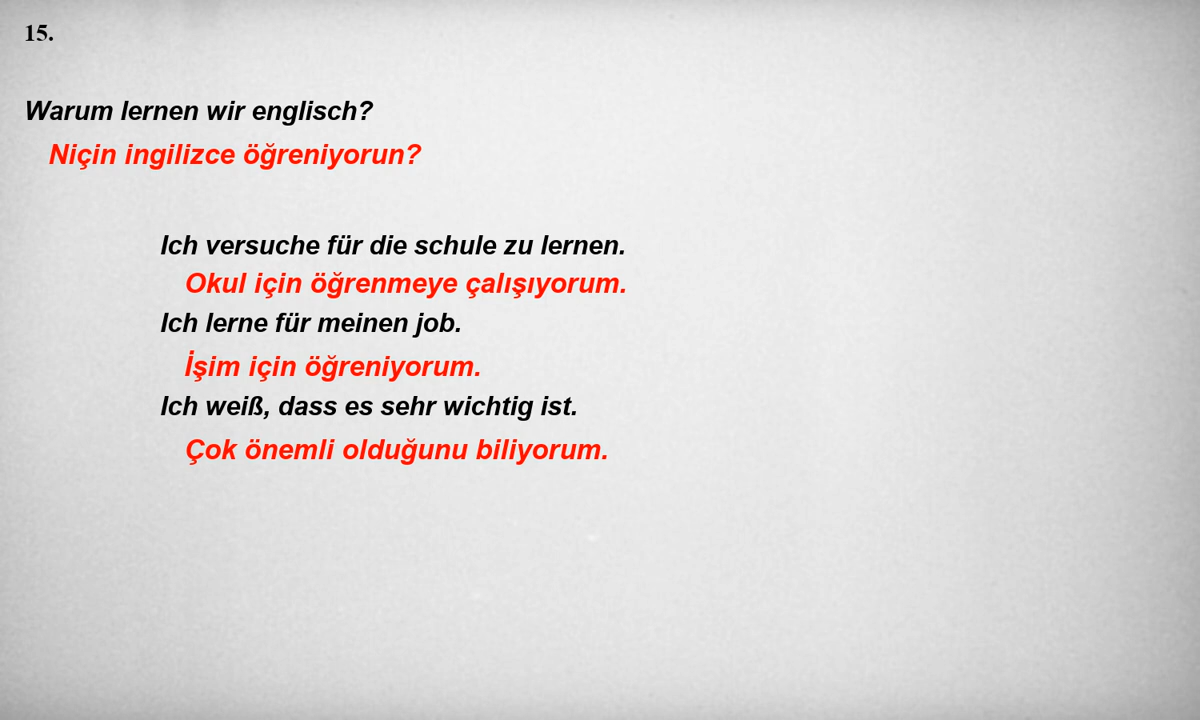 15.
Warum lernen wir englisch?
Niçin ingilizce öğreniyorun?
Ich versuche für die schule zu lernen.
Okul için öğrenmeye çalışıyorum.
Ich lerne für meinen job.
İşim için öğreniyorum.
Ich weiß, dass es sehr wichtig ist.
Çok önemli olduğunu biliyorum.